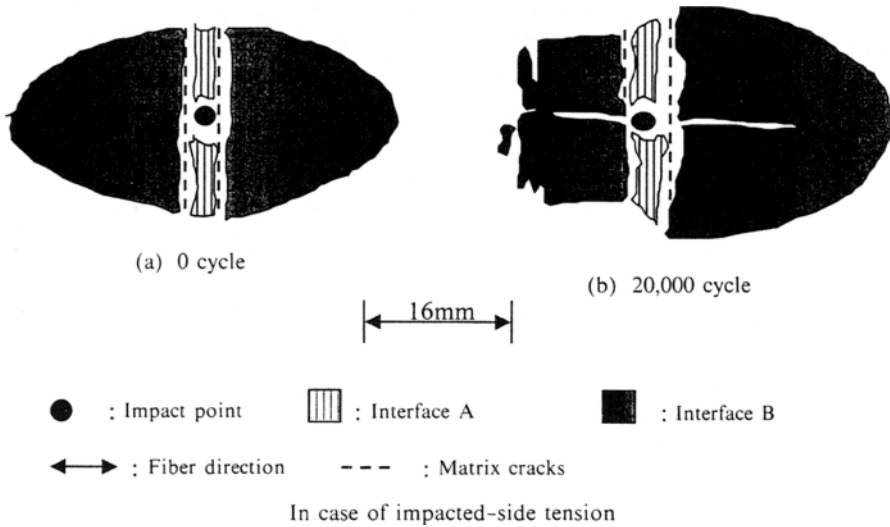 (a) 0 cycle
(b) 20,000 cycle
16mm
: Impact point : Interface A : Interface B
: Fiber direction : Matrix cracks
In case of impacted-side tension